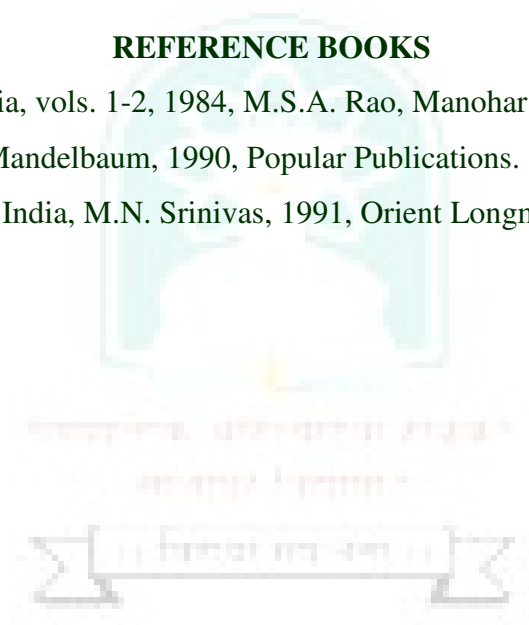 REFERENCE BOOKS
ia, vols. 1-2, 1984, M.S.A. Rao, Manohar
Mandelbaum, 1990, Popular Publications.
India, M.N. Srinivas, 1991, Orient Longm